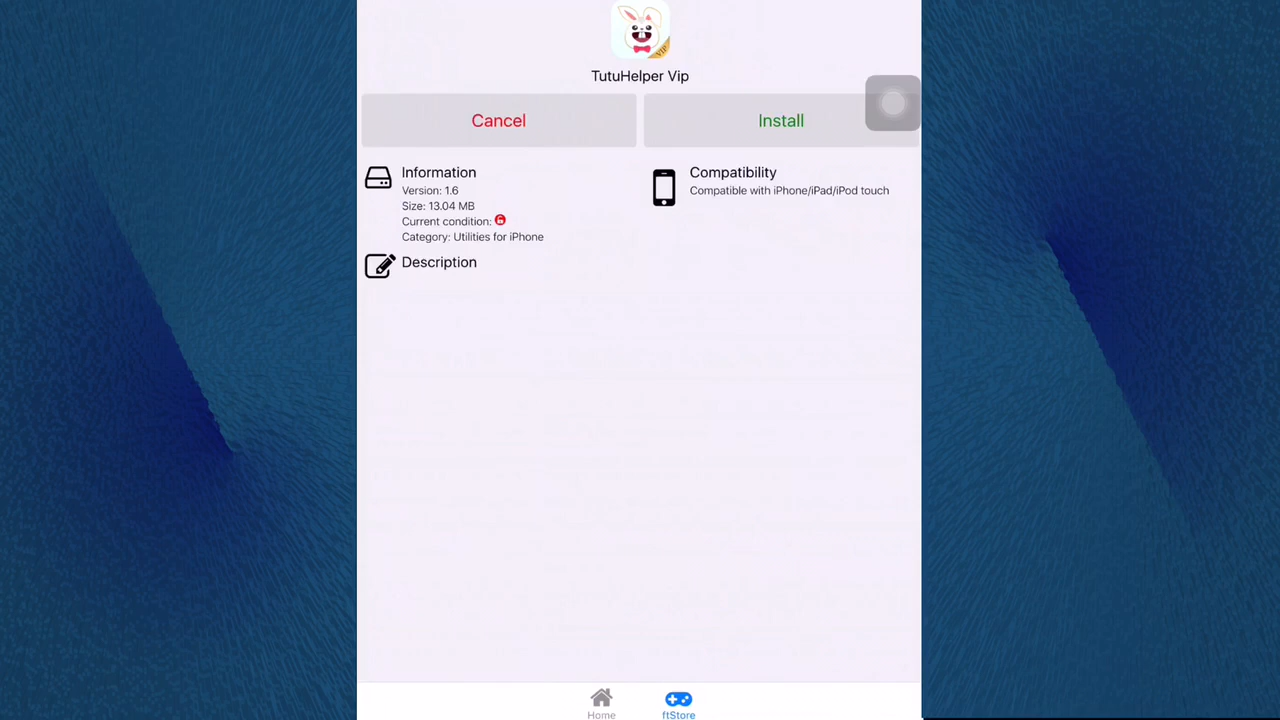 VIP
TutuHelper Vip
Cancel
Install
Information
Version: 1.6
Size: 13.04 MB
Current condition:
Category: Utilities for iPhone
Compatibility
Compatible with iPhone/iPad/iPod touch
Description
Home
ftStore